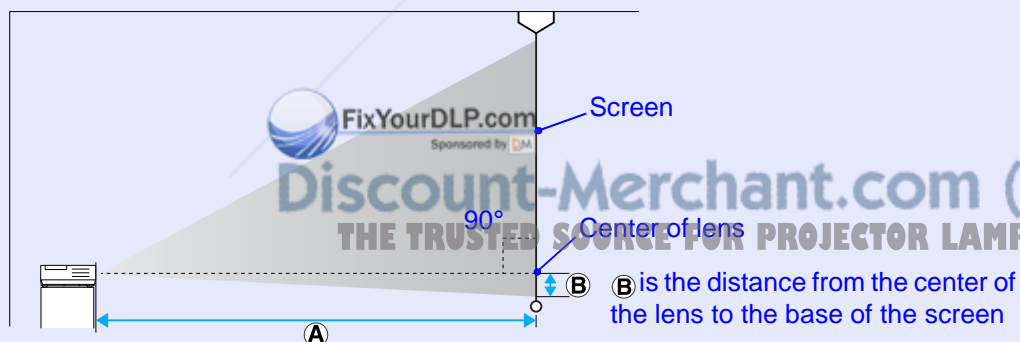 Screen
FixYourDLP.com
Sponsored by DM
Discount-Merchant.com (
90°
Center of lens
THE TRUSTED SOURCE FOR PROJECTOR LAMP
B
B is the distance from the center of
the lens to the base of the screen
A